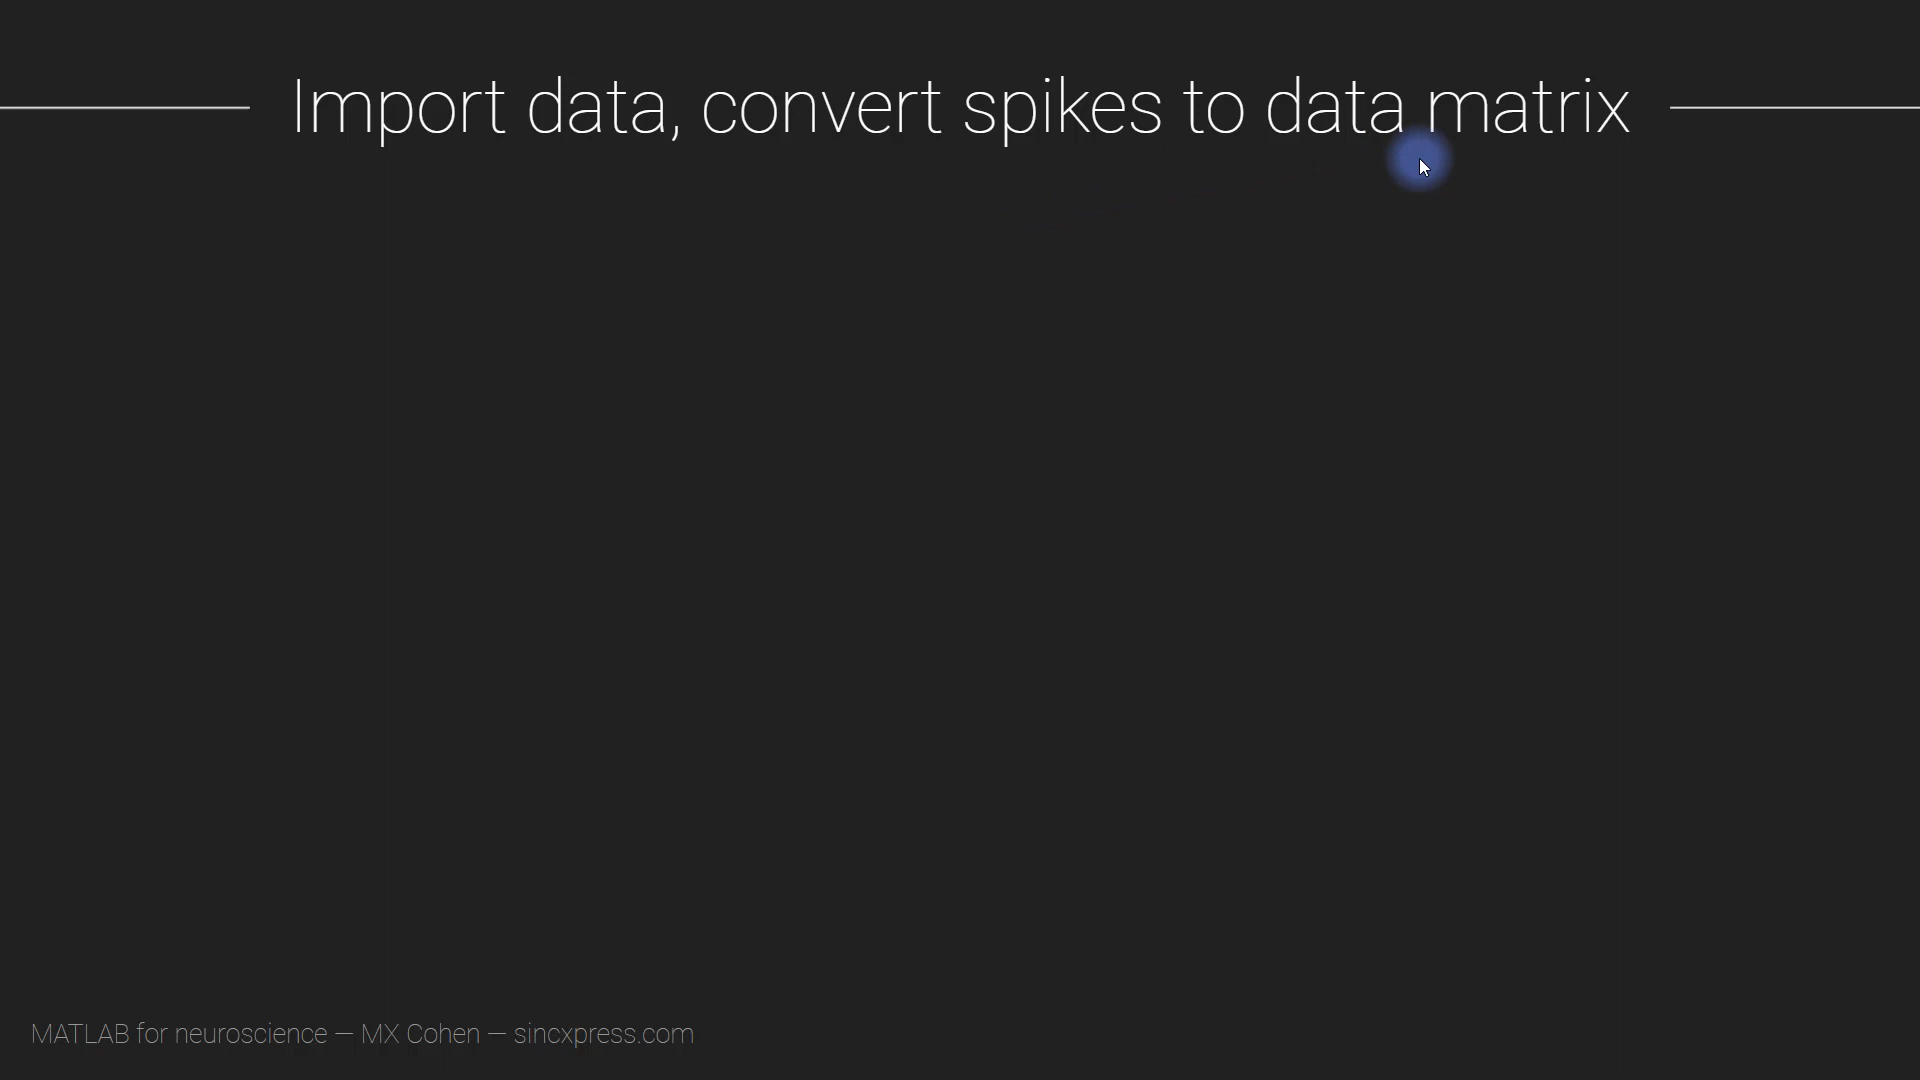 Import data, convert spikes to data matrix
MATLAB for neuroscience — MX Cohen — sincxpress.com